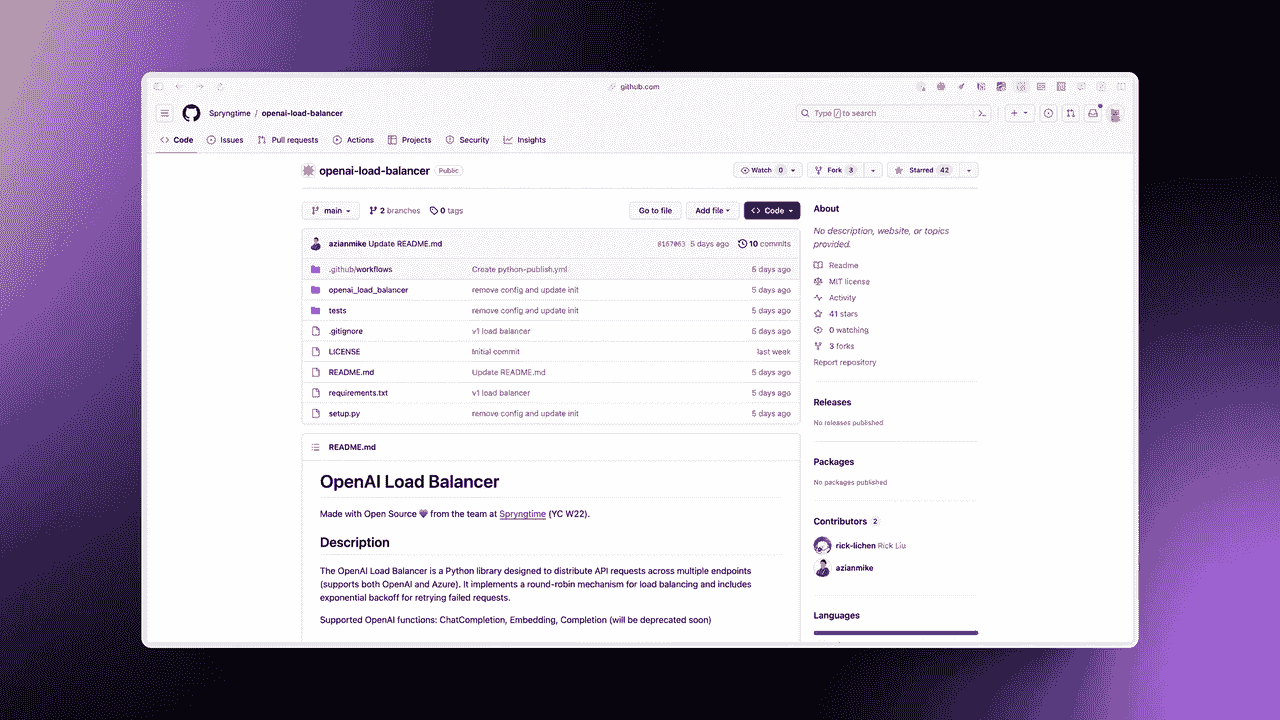 github.com
Spryngtime / openai-load-balancer
Type / to search
Code Issues Pull requests Actions Projects Security Insights
openai-load-balancer Public
Watch 0 Fork 3 Starred 42
main 2 branches 0 tags Go to file Add file Code
azianmike Update README.md 5 days ago 10 commits
.github/workflows Create python-publish.yml 5 days ago
openai_load_balancer remove config and update init 5 days ago
tests remove config and update init 5 days ago
.gitignore v1 load balancer 5 days ago
LICENSE Initial commit last week
README.md Update README.md 5 days ago
requirements.txt v1 load balancer 5 days ago
setup.py remove config and update init 5 days ago
README.md
OpenAI Load Balancer
Made with Open Source 💜 from the team at Spryngtime (YC W22).
Description
The OpenAI Load Balancer is a Python library designed to distribute API requests across multiple endpoints
(supports both OpenAI and Azure). It implements a round-robin mechanism for load balancing and includes
exponential backoff for retrying failed requests.
Supported OpenAI functions: ChatCompletion, Embedding, Completion (will be deprecated soon)
About
No description, website, or topics
provided.
Readme
MIT license
Activity
41 stars
0 watching
3 forks
Report repository
Releases
No releases published
Packages
No packages published
Contributors 2
rick-lichen Rick Liu
azianmike
Languages